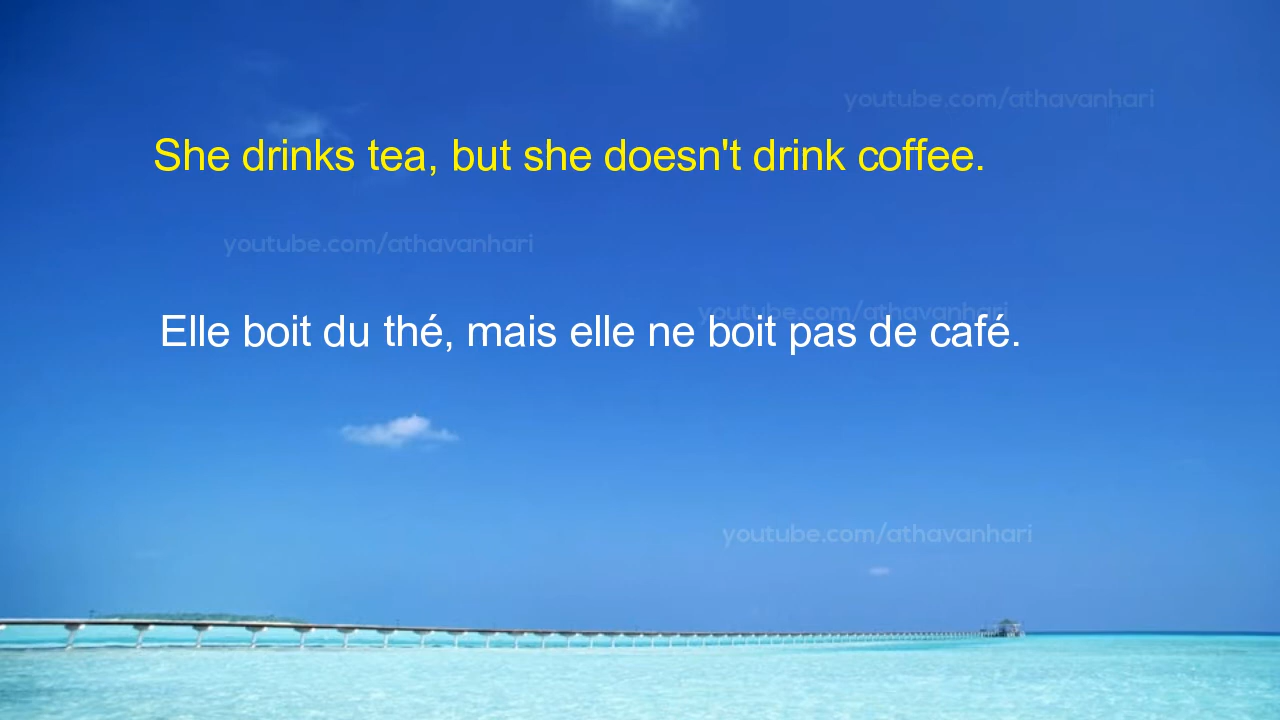 youtube.com/athavanhari
She drinks tea, but she doesn't drink coffee.
youtube.com/athavanhari
youtube.com/athavanhari
Elle boit du thé, mais elle ne boit pas de café.
youtube.com/athavanhari